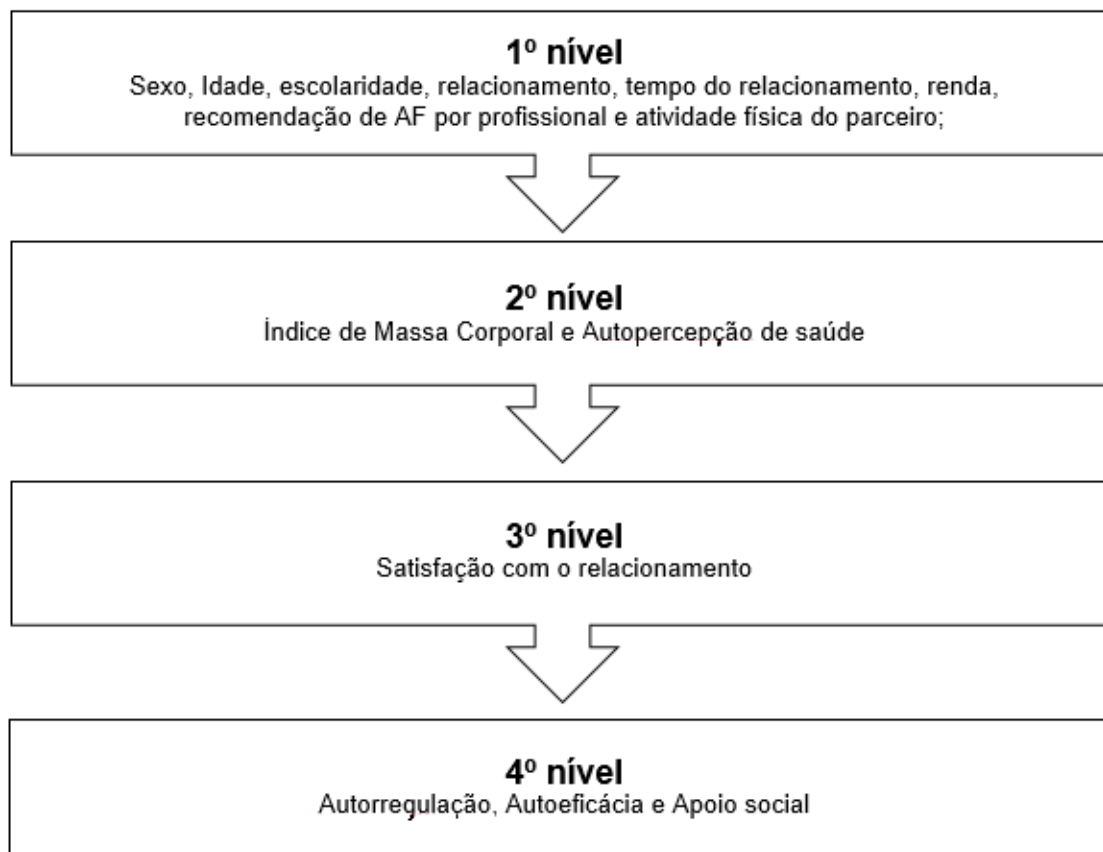 1º nível
Sexo, Idade, escolaridade, relacionamento, tempo do relacionamento, renda,
recomendação de AF por profissional e atividade física do parceiro;
2º nível
Índice de Massa Corporal e Autopercepção de saúde
3º nível
Satisfação com o relacionamento
4º nível
Autorregulação, Autoeficácia e Apoio social